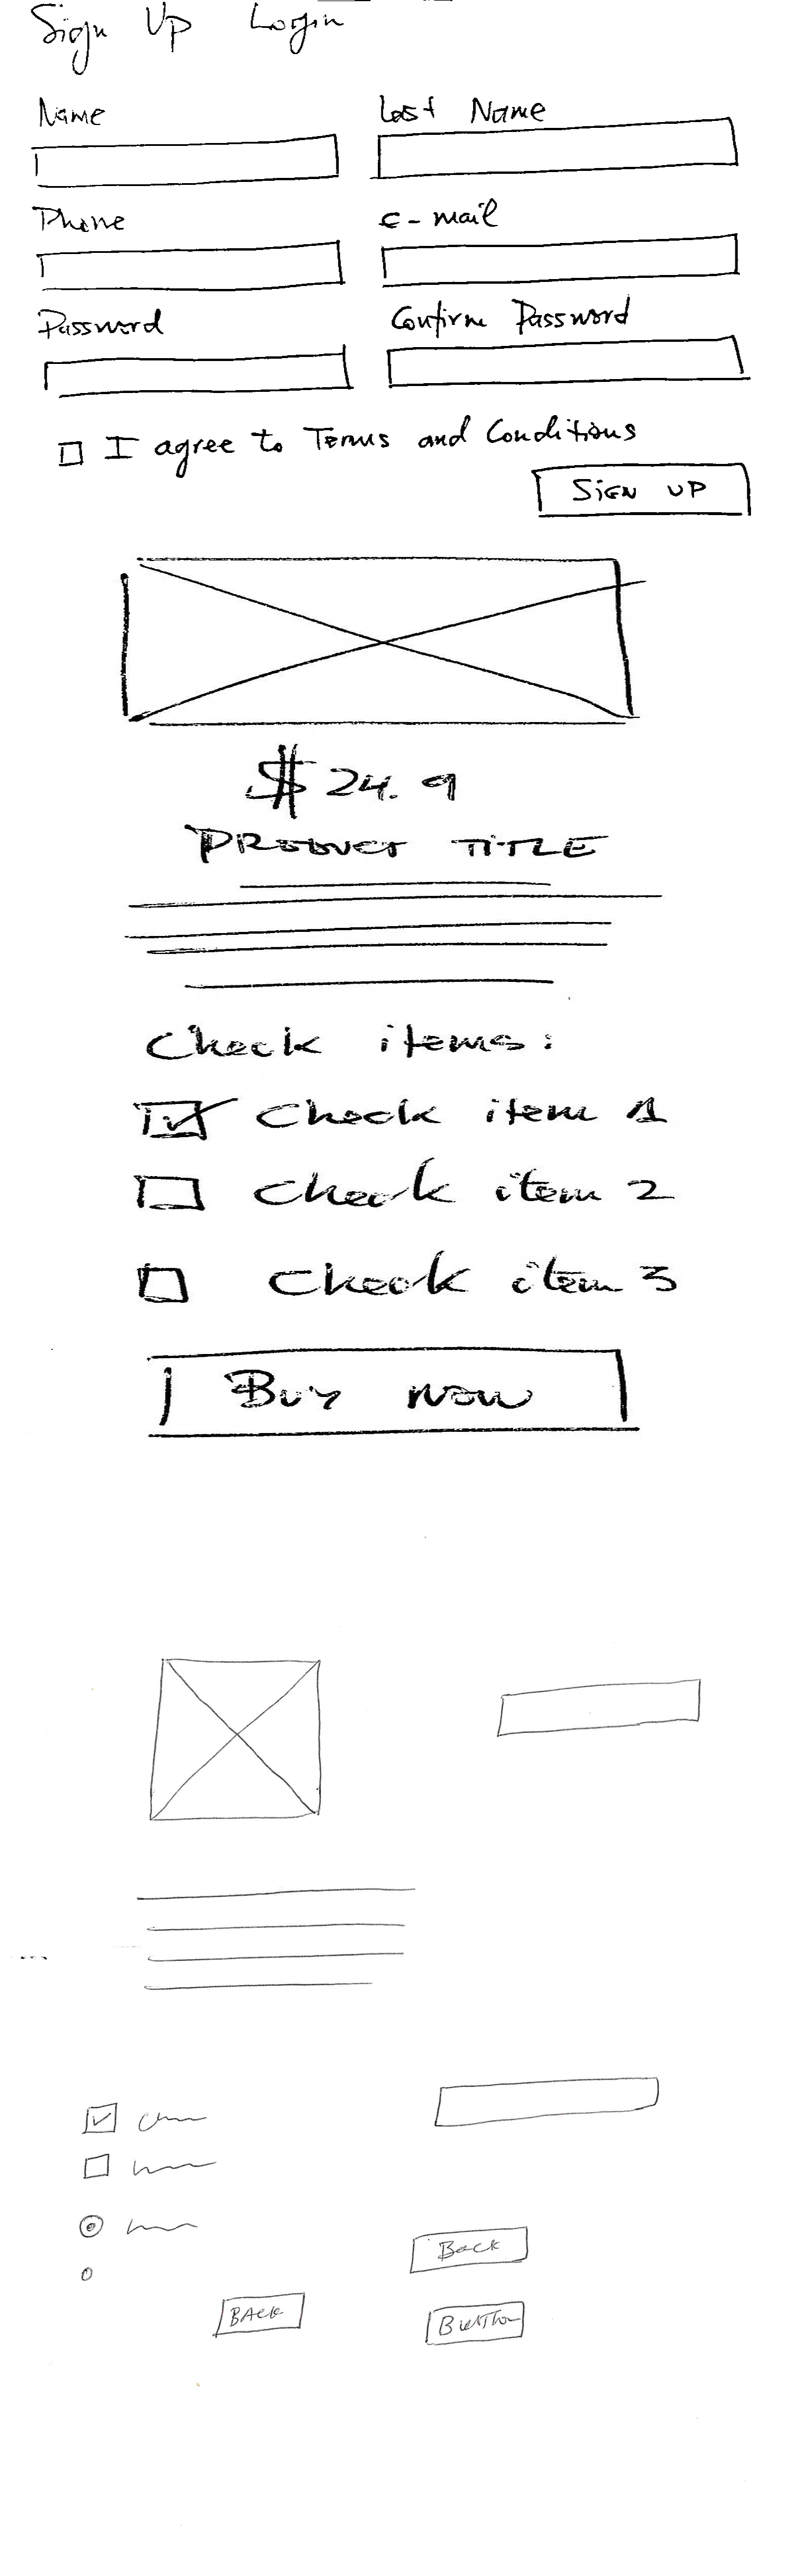 Sign Up Login
Name Last Name
Phone e-mail
Password Confirm Password
I agree to Terms and Conditions
SIGN UP
$ 24.9
PRODUCT TITLE
Check items:
Check item 1
Check item 2
Check item 3
Buy now
Back
BACK
Button